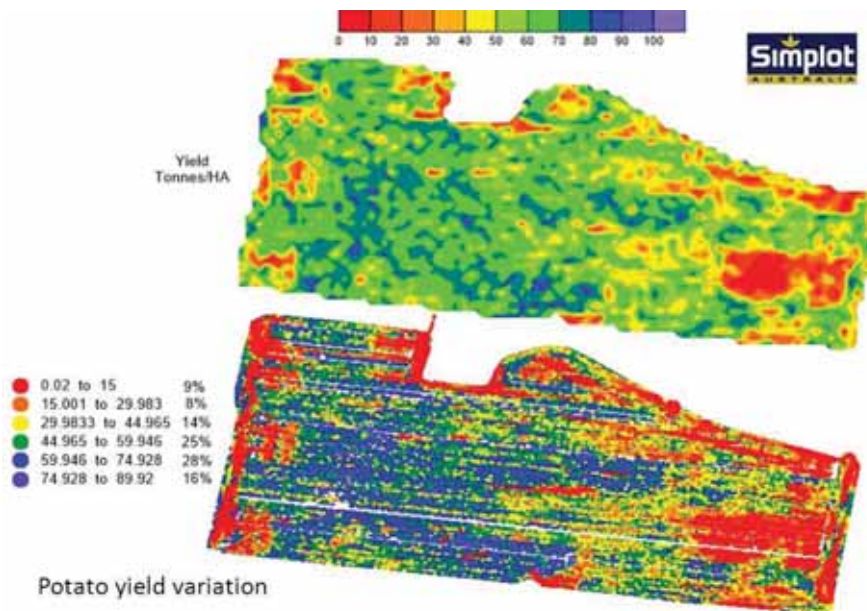 0 10 20 30 40 50 60 70 80 90 100
Simplot
AUSTRALIA
Yield
Tonnes/HA
0.02 to 15 9%
15.001 to 29.983 8%
29.9833 to 44.965 14%
44.965 to 59.946 25%
59.946 to 74.928 28%
74.928 to 89.92 16%
Potato yield variation